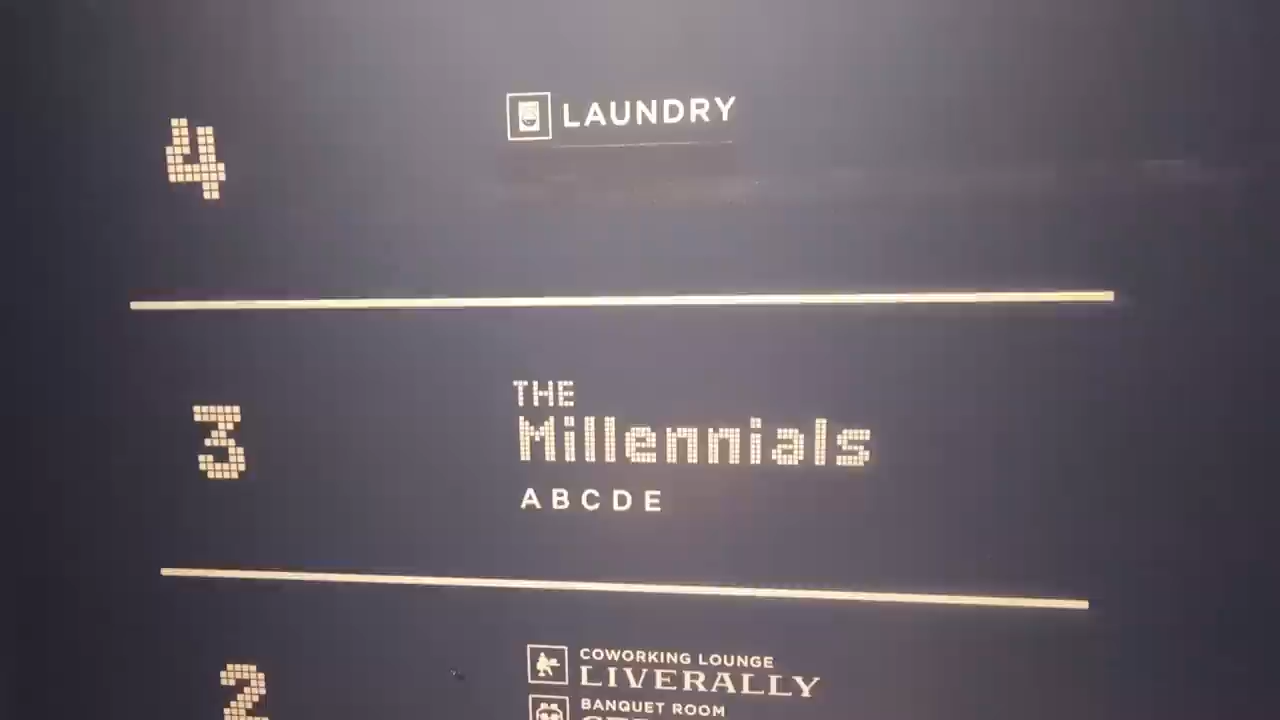 4
LAUNDRY
3
THE
Millennials
A B C D E
2
COWORKING LOUNGE
LIVERALLY
BANQUET ROOM